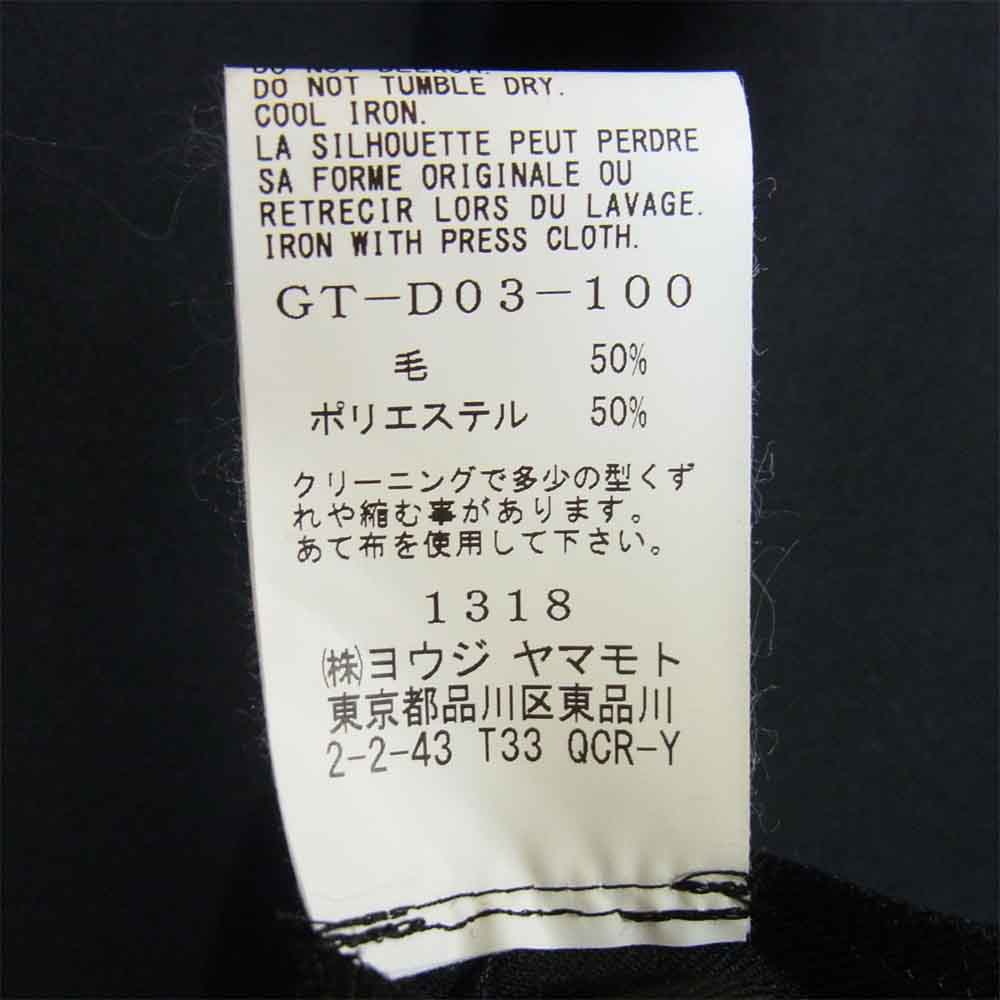 DO NOT BLEACH.
DO NOT TUMBLE DRY.
COOL IRON.
LA SILHOUETTE PEUT PERDRE
SA FORME ORIGINALE OU
RETRECIR LORS DU LAVAGE.
IRON WITH PRESS CLOTH.
GT-D03-100
毛 50%
ポリエステル 50%
クリーニングで多少の型くず
れや縮む事があります。
あて布を使用して下さい。
1318
㈱ヨウジ ヤマモト
東京都品川区東品川
2-2-43 T33 QCR-Y